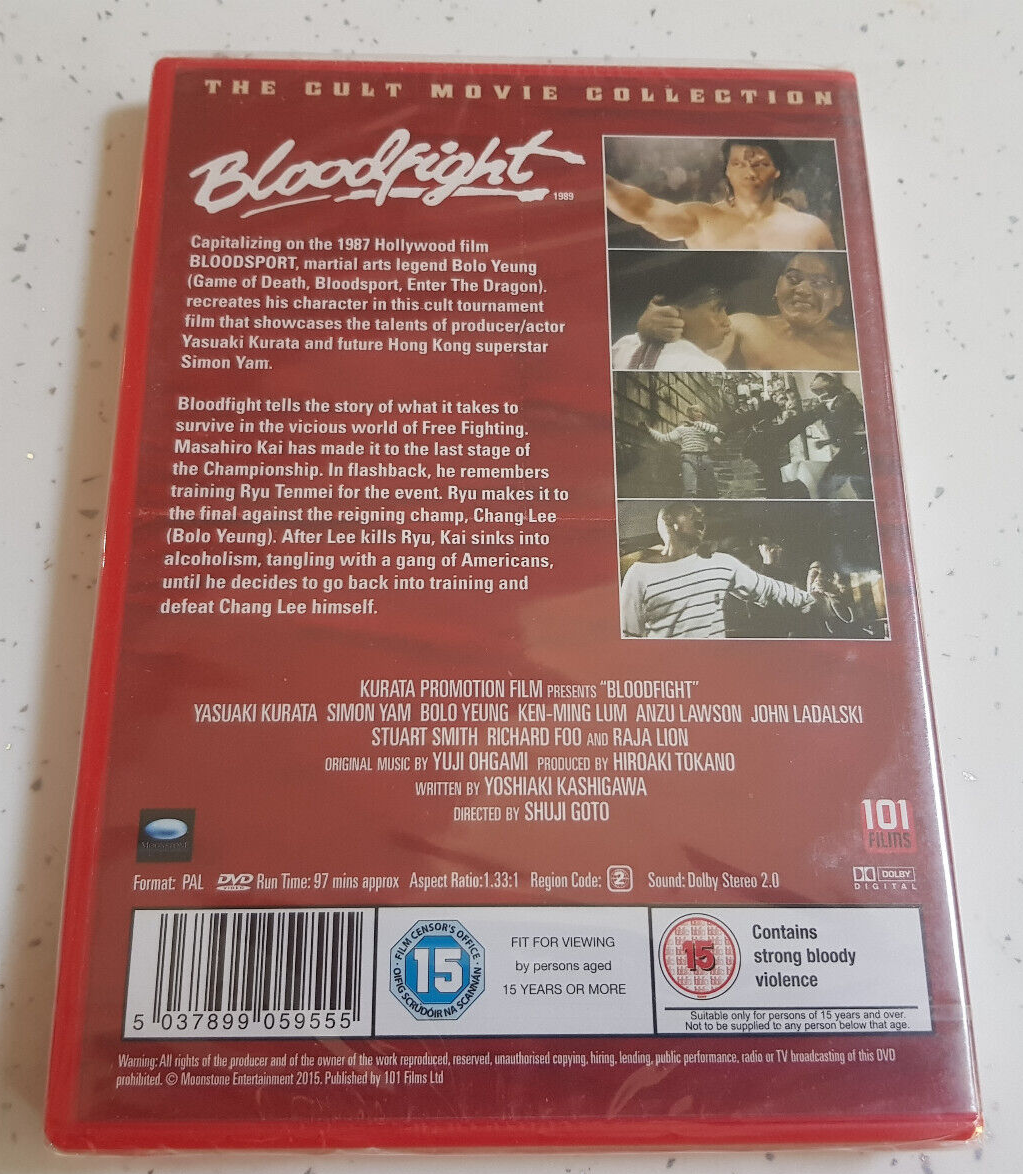 THE CULT MOVIE COLLECTION
Bloodfight
1989
Capitalizing on the 1987 Hollywood film
BLOODSPORT, martial arts legend Bolo Yeung
(Game of Death, Bloodsport, Enter The Dragon).
recreates his character in this cult tournament
film that showcases the talents of producer/actor
Yasuaki Kurata and future Hong Kong superstar
Simon Yam.
Bloodfight tells the story of what it takes to
survive in the vicious world of Free Fighting.
Masahiro Kai has made it to the last stage of
the Championship. In flashback, he remembers
training Ryu Tenmei for the event. Ryu makes it to
the final against the reigning champ, Chang Lee
(Bolo Yeung). After Lee kills Ryu, Kai sinks into
alcoholism, tangling with a gang of Americans,
until he decides to go back into training and
defeat Chang Lee himself.
KURATA PROMOTION FILM PRESENTS "BLOODFIGHT"
YASUAKI KURATA SIMON YAM BOLO YEUNG KEN-MING LUM ANZU LAWSON JOHN LADALSKI
STUART SMITH RICHARD FOO AND RAJA LION
ORIGINAL MUSIC BY YUJI OHGAMI PRODUCED BY HIROAKI TOKANO
WRITTEN BY YOSHIAKI KASHIGAWA
DIRECTED BY SHUJI GOTO
MOONSTONE
101
FILMS
Format: PAL DVD VIDEO Run Time: 97 mins approx Aspect Ratio:1.33:1 Region Code: 2 Sound: Dolby Stereo 2.0
DOLBY
DIGITAL
5 037899 059555
FILM CENSOR'S OFFICE
15
OIFIG SCRÚDÓIR NA SCANNÁN
FIT FOR VIEWING
by persons aged
15 YEARS OR MORE
15
Contains
strong bloody
violence
Suitable only for persons of 15 years and over.
Not to be supplied to any person below that age.
Warning: All rights of the producer and of the owner of the work reproduced, reserved, unauthorised copying, hiring, lending, public performance, radio or TV broadcasting of this DVD
prohibited. © Moonstone Entertainment 2015. Published by 101 Films Ltd